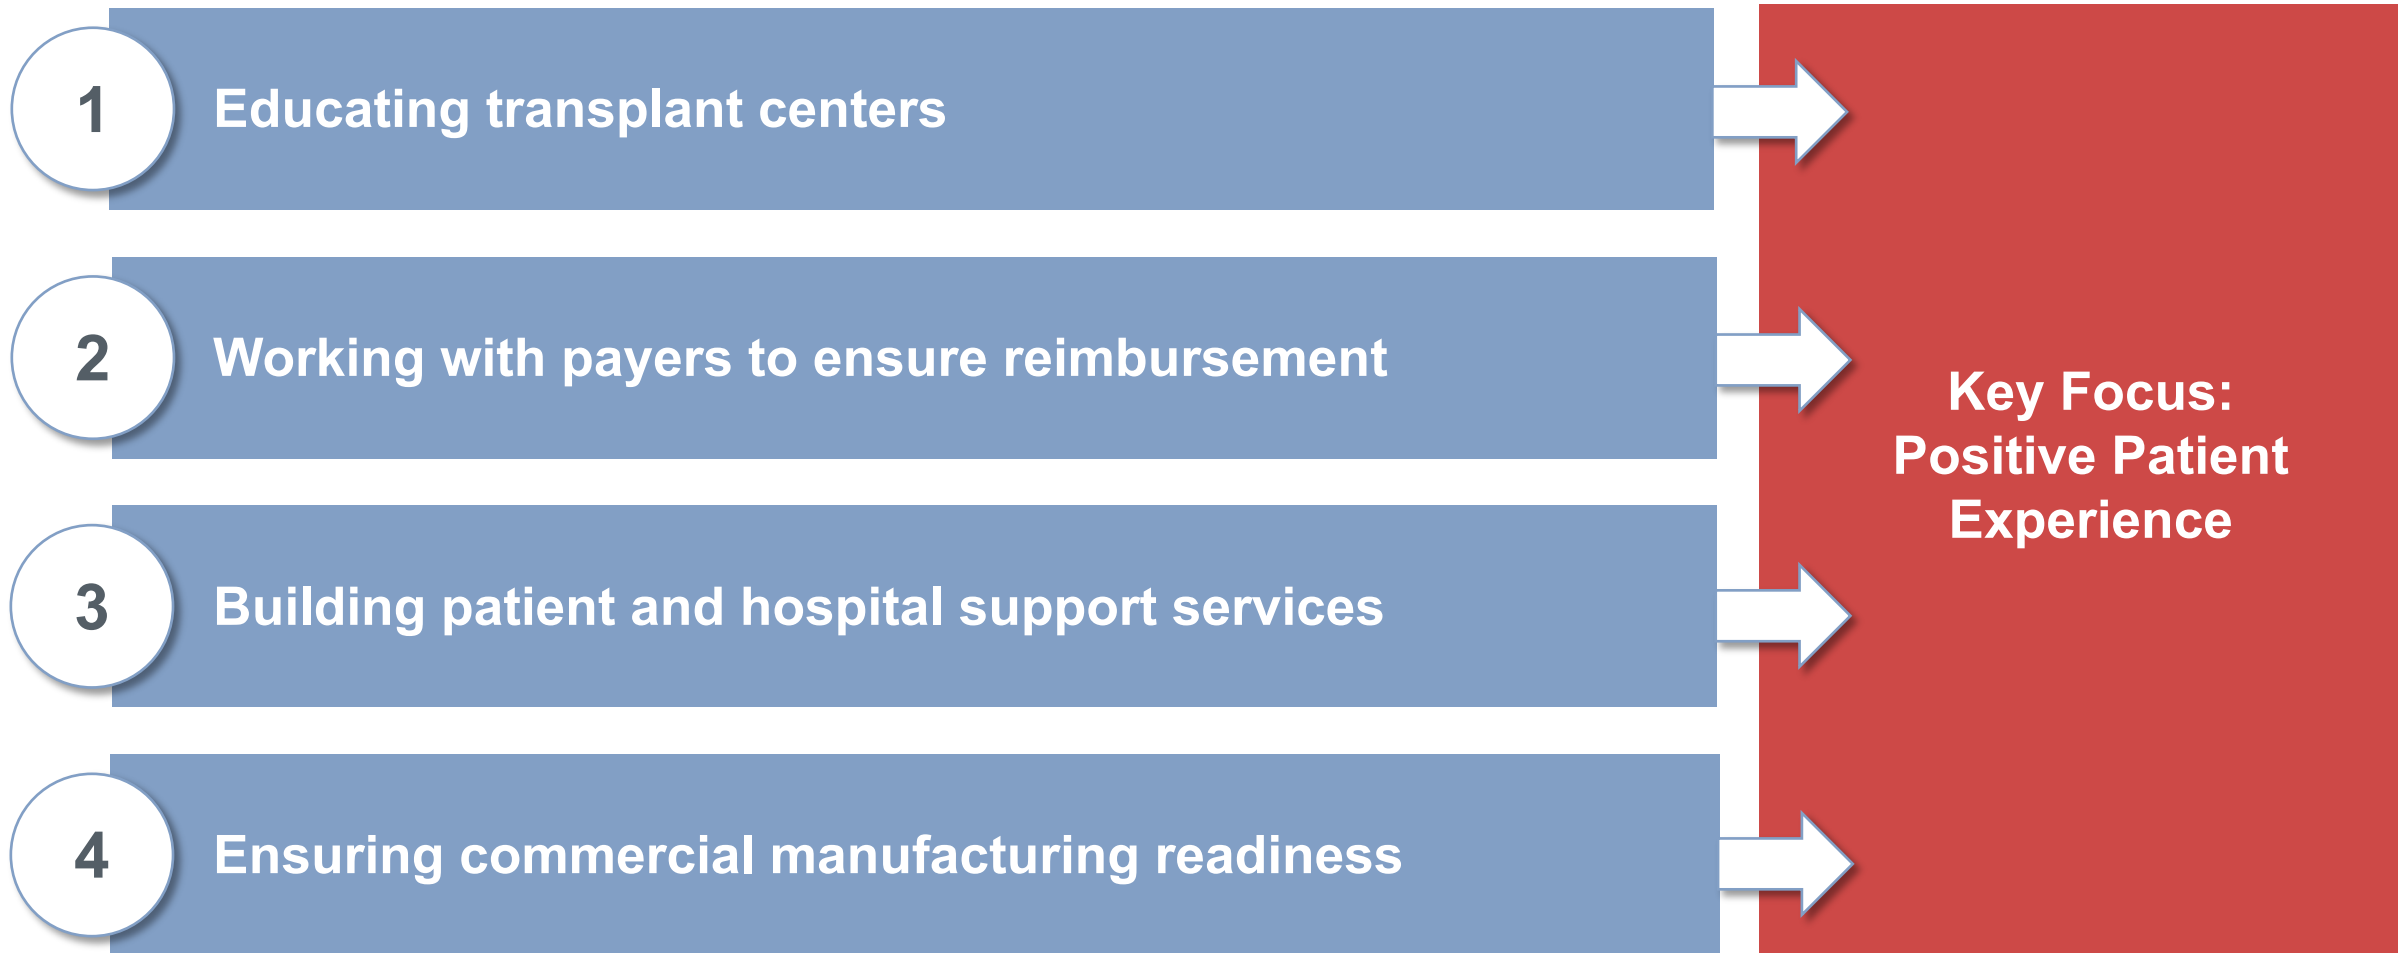 1
Educating transplant centers
2
Working with payers to ensure reimbursement
3
Building patient and hospital support services
4
Ensuring commercial manufacturing readiness
Key Focus:
Positive Patient
Experience